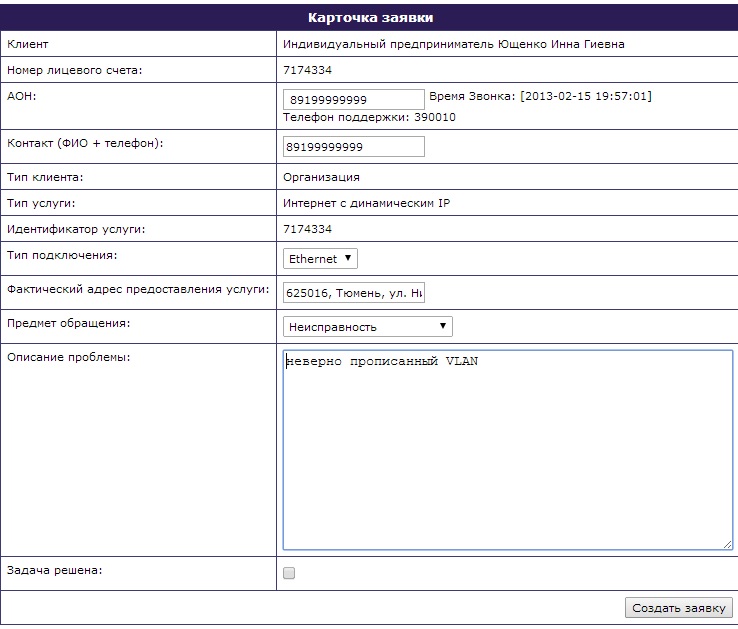 Карточка заявки
Клиент Индивидуальный предприниматель Ющенко Инна Гиевна
Номер лицевого счета: 7174334
АОН: 89199999999 Время Звонка: [2013-02-15 19:57:01]
Телефон поддержки: 390010
Контакт (ФИО + телефон): 89199999999
Тип клиента: Организация
Тип услуги: Интернет с динамическим IP
Идентификатор услуги: 7174334
Тип подключения: Ethernet
Фактический адрес предоставления услуги: 625016, Тюмень, ул. Ни
Предмет обращения: Неисправность
Описание проблемы: неверно прописанный VLAN
Задача решена:
Создать заявку